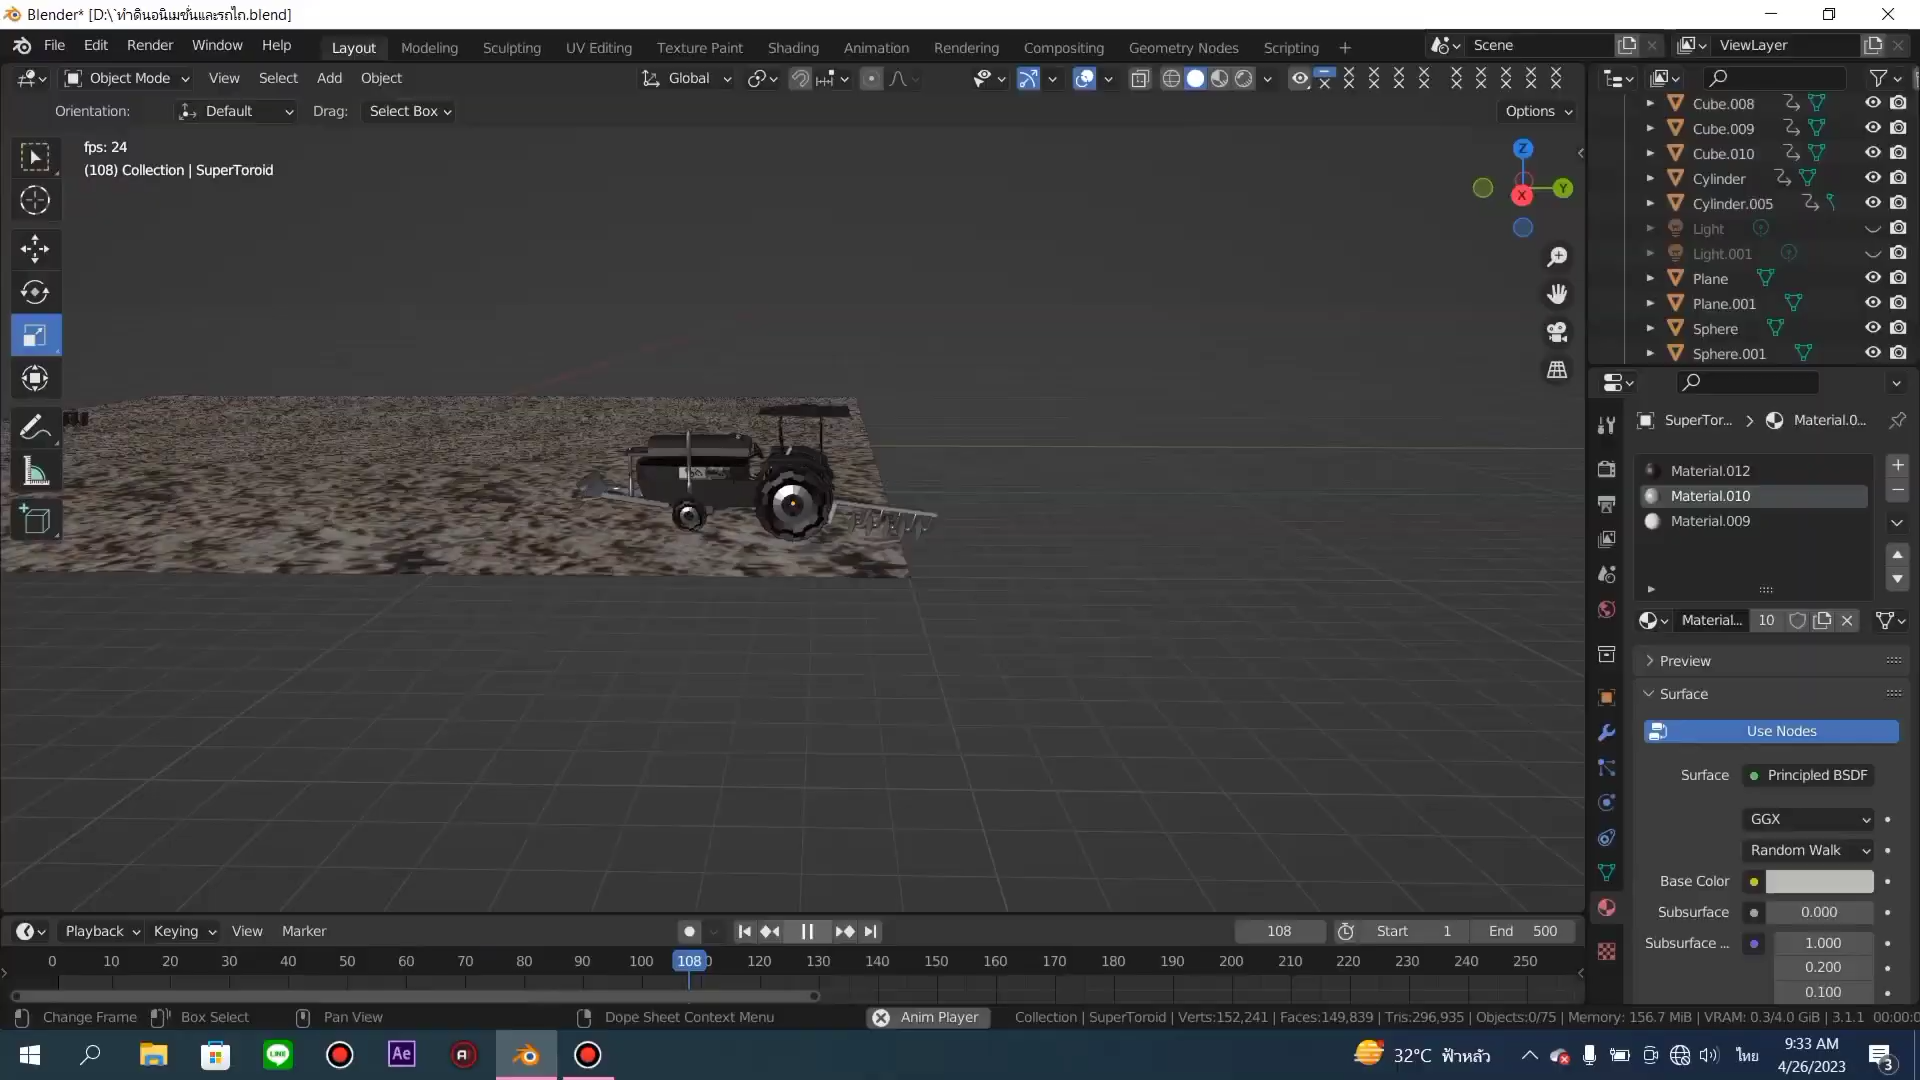 Blender* [D:\ทำดินอนิเมชั่นและรถไถ.blend]
File Edit Render Window Help Layout Modeling Sculpting UV Editing Texture Paint Shading Animation Rendering Compositing Geometry Nodes Scripting + Scene ViewLayer
Object Mode View Select Add Object Global
Orientation: Default Drag: Select Box Options
fps: 24
(108) Collection | SuperToroid
Z
Y
X
Cube.008
Cube.009
Cube.010
Cylinder
Cylinder.005
Light
Light.001
Plane
Plane.001
Sphere
Sphere.001
SuperTor... Material.0...
Material.012
Material.010
Material.009
Material... 10
Preview
Surface
Use Nodes
Surface Principled BSDF
GGX
Random Walk
Base Color
Subsurface 0.000
Subsurface ... 1.000
0.200
0.100
Playback Keying View Marker 108 Start 1 End 500
0 10 20 30 40 50 60 70 80 90 100 108 120 130 140 150 160 170 180 190 200 210 220 230 240 250
Change Frame Box Select Pan View Dope Sheet Context Menu Anim Player Collection | SuperToroid | Verts:152,241 | Faces:149,839 | Tris:296,935 | Objects:0/75 | Memory: 156.7 MiB | VRAM: 0.3/4.0 GiB | 3.1.1 00:00:0
LINE Ae 32°C ฟ้าหลัว ไทย 9:33 AM
4/26/2023 3